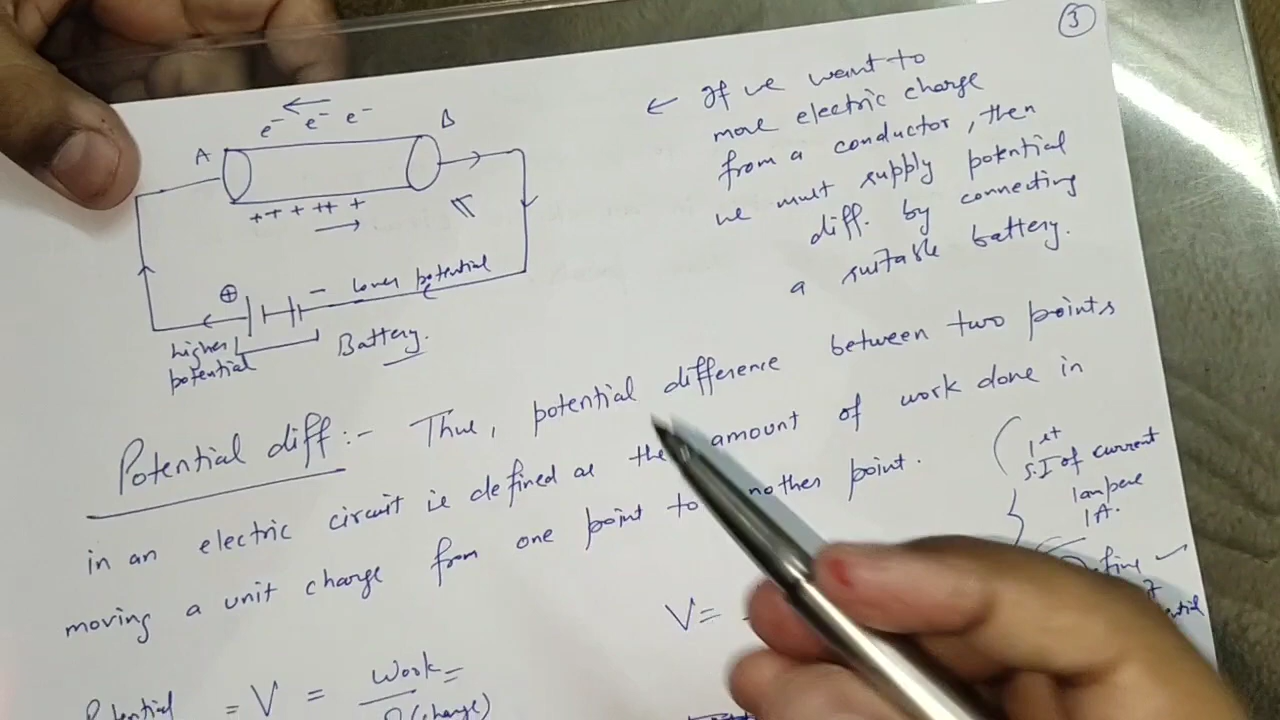 3
← If we want to
move electric charge
from a conductor, then
we must supply potential
diff. by connecting
a suitable battery.
e⁻ e⁻ e⁻
A
B
++ + ++ +
⊕
− lower potential
higher
potential
Battery.
Potential diff:- Thus, potential difference between two points
in an electric circuit is defined as the amount of work done in
moving a unit charge from one point to another point.
1st
S.I of current
1 ampere
1A.
V =
Potential = V = Work
(charge)